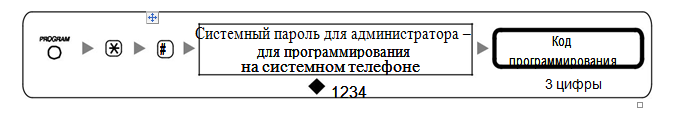 PROGRAM
#
Системный пароль для администратора –
для программирования
на системном телефоне
1234
Код
программирования
3 цифры